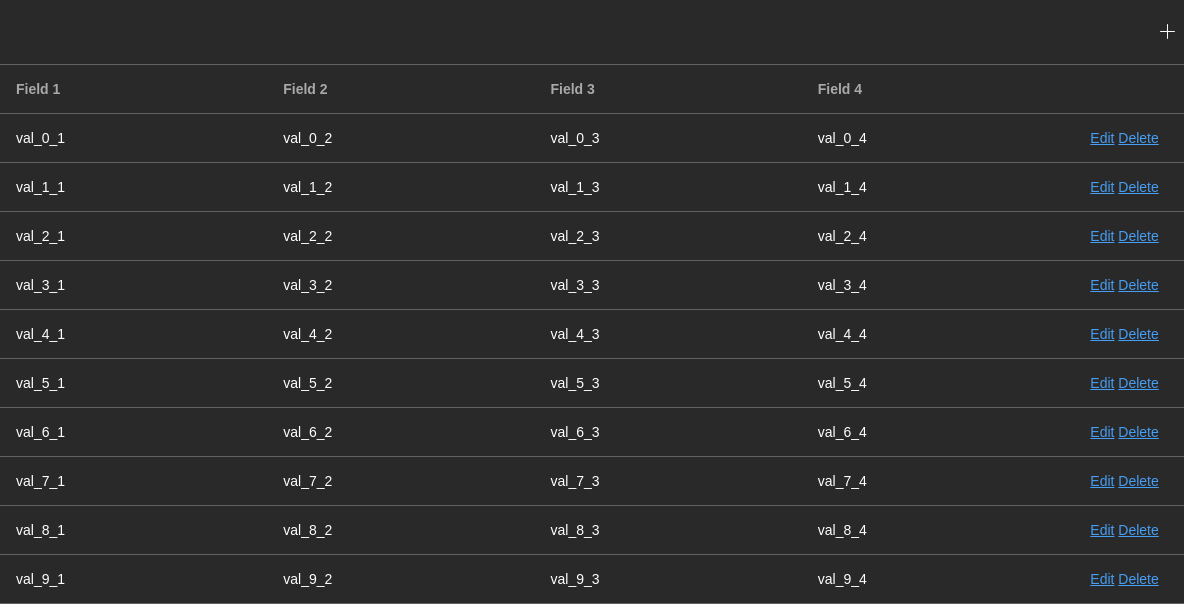 Field 1 Field 2 Field 3 Field 4
val_0_1 val_0_2 val_0_3 val_0_4 Edit Delete
val_1_1 val_1_2 val_1_3 val_1_4 Edit Delete
val_2_1 val_2_2 val_2_3 val_2_4 Edit Delete
val_3_1 val_3_2 val_3_3 val_3_4 Edit Delete
val_4_1 val_4_2 val_4_3 val_4_4 Edit Delete
val_5_1 val_5_2 val_5_3 val_5_4 Edit Delete
val_6_1 val_6_2 val_6_3 val_6_4 Edit Delete
val_7_1 val_7_2 val_7_3 val_7_4 Edit Delete
val_8_1 val_8_2 val_8_3 val_8_4 Edit Delete
val_9_1 val_9_2 val_9_3 val_9_4 Edit Delete